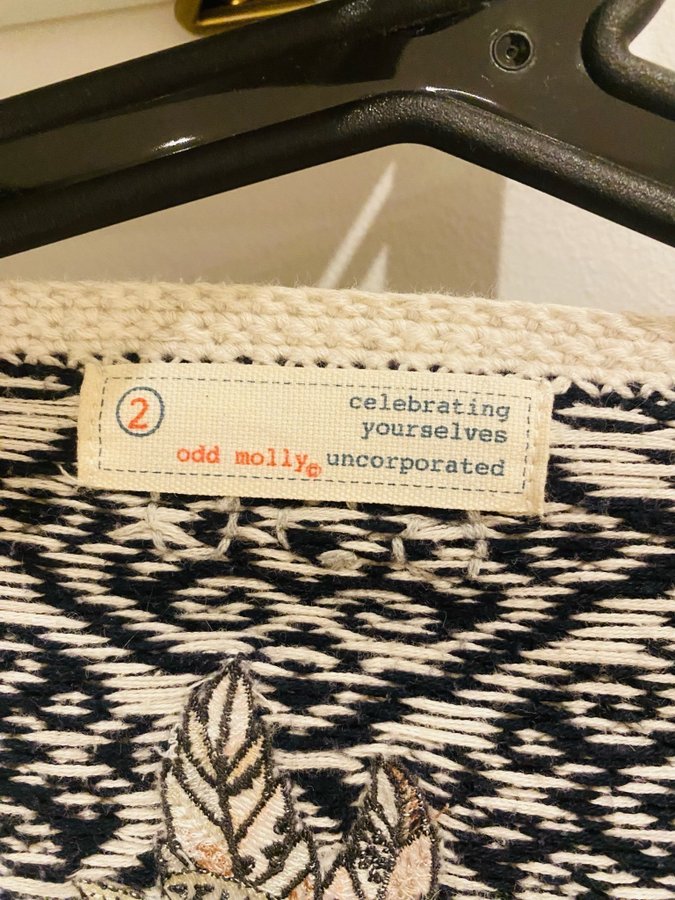 2
celebrating
yourselves
odd molly© uncorporated